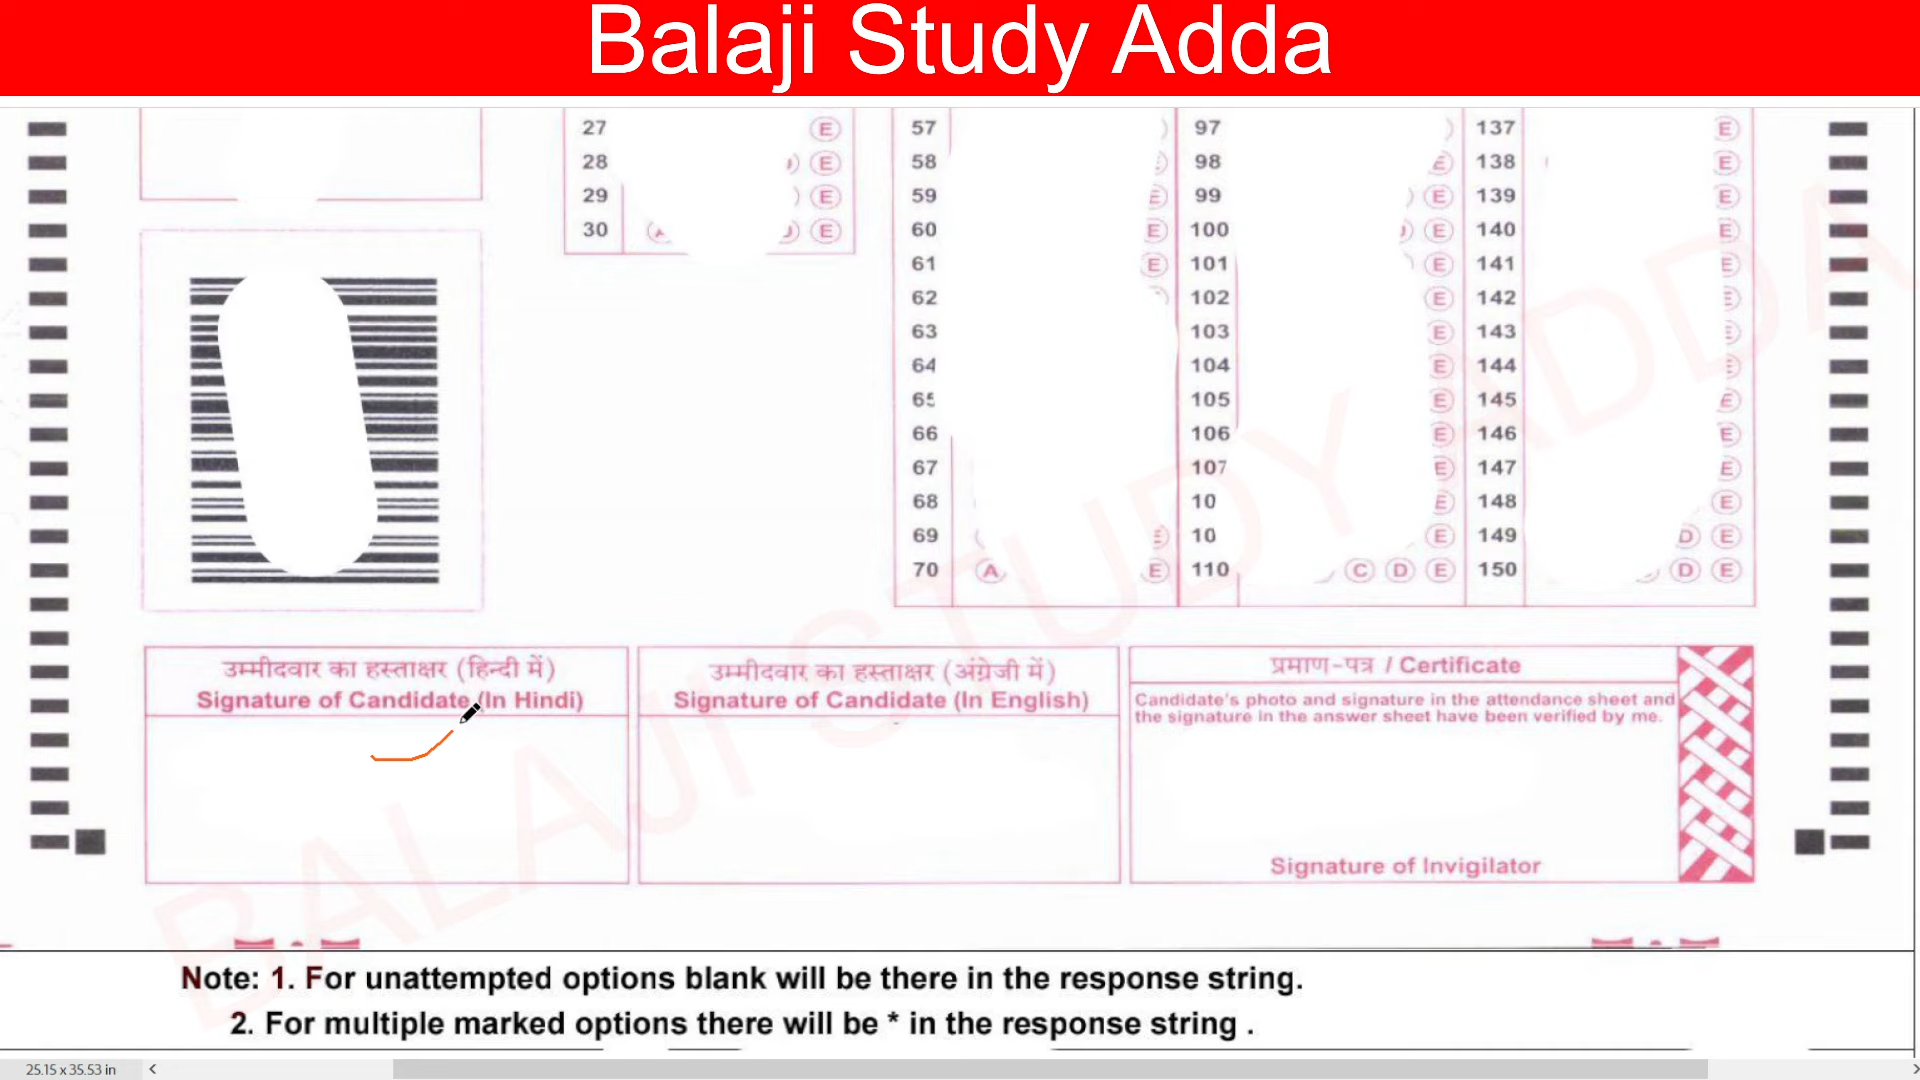 Balaji Study Adda
27 E 57 97 137 E
28 E 58 98 E 138 E
29 E 59 E 99 E 139 E
30 A E 60 E 100 E 140 E
61 E 101 E 141 E
62 102 E 142 E
63 103 E 143 E
64 104 E 144 E
65 105 E 145 E
66 106 E 146 E
67 107 E 147 E
68 10 E 148 E
69 E 10 E 149 D E
70 A E 110 C D E 150 D E
उम्मीदवार का हस्ताक्षर (हिन्दी में)
Signature of Candidate (In Hindi)
उम्मीदवार का हस्ताक्षर (अंग्रेजी में)
Signature of Candidate (In English)
प्रमाण-पत्र / Certificate
Candidate's photo and signature in the attendance sheet and
the signature in the answer sheet have been verified by me.
Signature of Invigilator
BALAJI STUDY ADDA
Note: 1. For unattempted options blank will be there in the response string.
2. For multiple marked options there will be * in the response string .
25.15 x 35.53 in